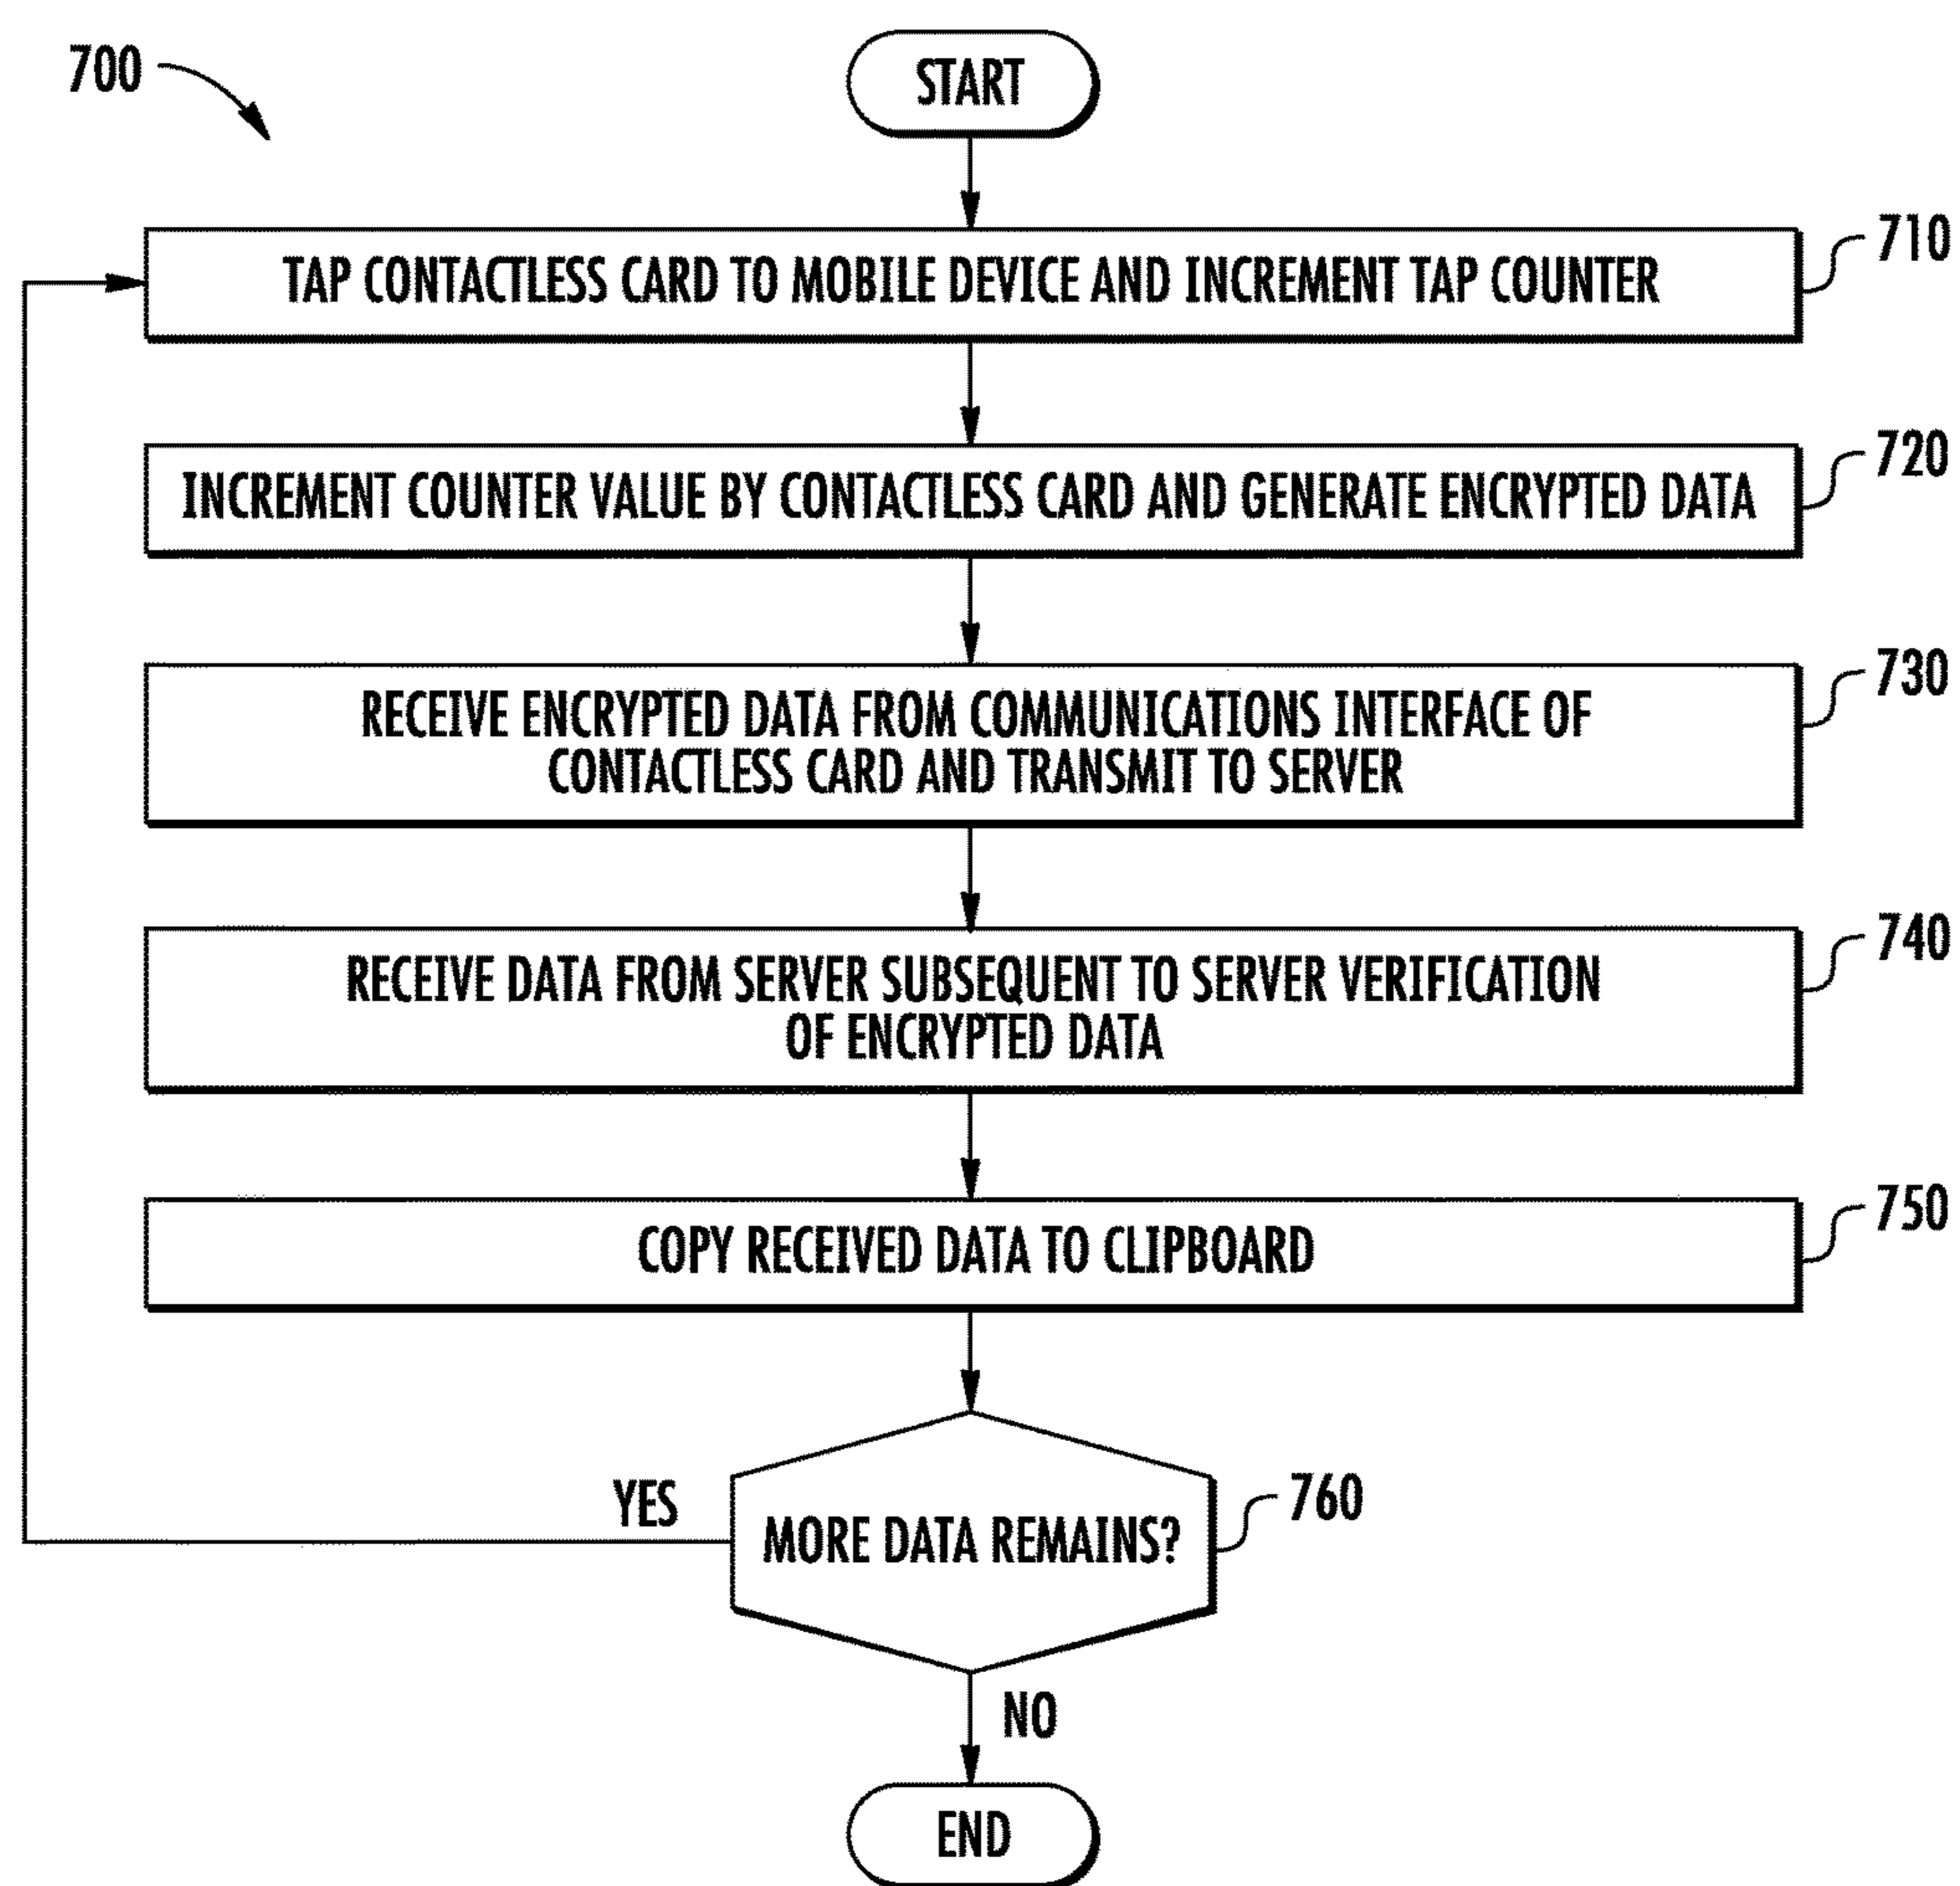 700
START
TAP CONTACTLESS CARD TO MOBILE DEVICE AND INCREMENT TAP COUNTER
710
INCREMENT COUNTER VALUE BY CONTACTLESS CARD AND GENERATE ENCRYPTED DATA
720
RECEIVE ENCRYPTED DATA FROM COMMUNICATIONS INTERFACE OF
CONTACTLESS CARD AND TRANSMIT TO SERVER
730
RECEIVE DATA FROM SERVER SUBSEQUENT TO SERVER VERIFICATION
OF ENCRYPTED DATA
740
COPY RECEIVED DATA TO CLIPBOARD
750
YES
MORE DATA REMAINS?
760
NO
END